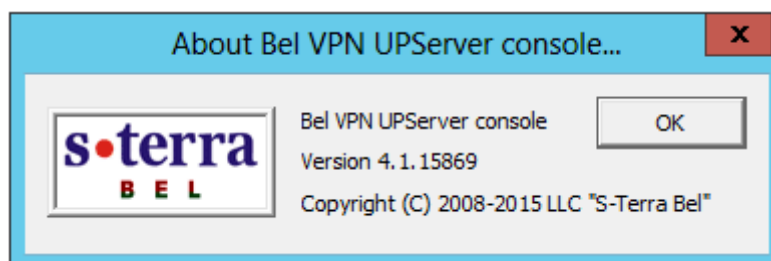 About Bel VPN UPServer console...
x
s•terra
BEL
Bel VPN UPServer console
OK
Version 4.1.15869
Copyright (C) 2008-2015 LLC "S-Terra Bel"